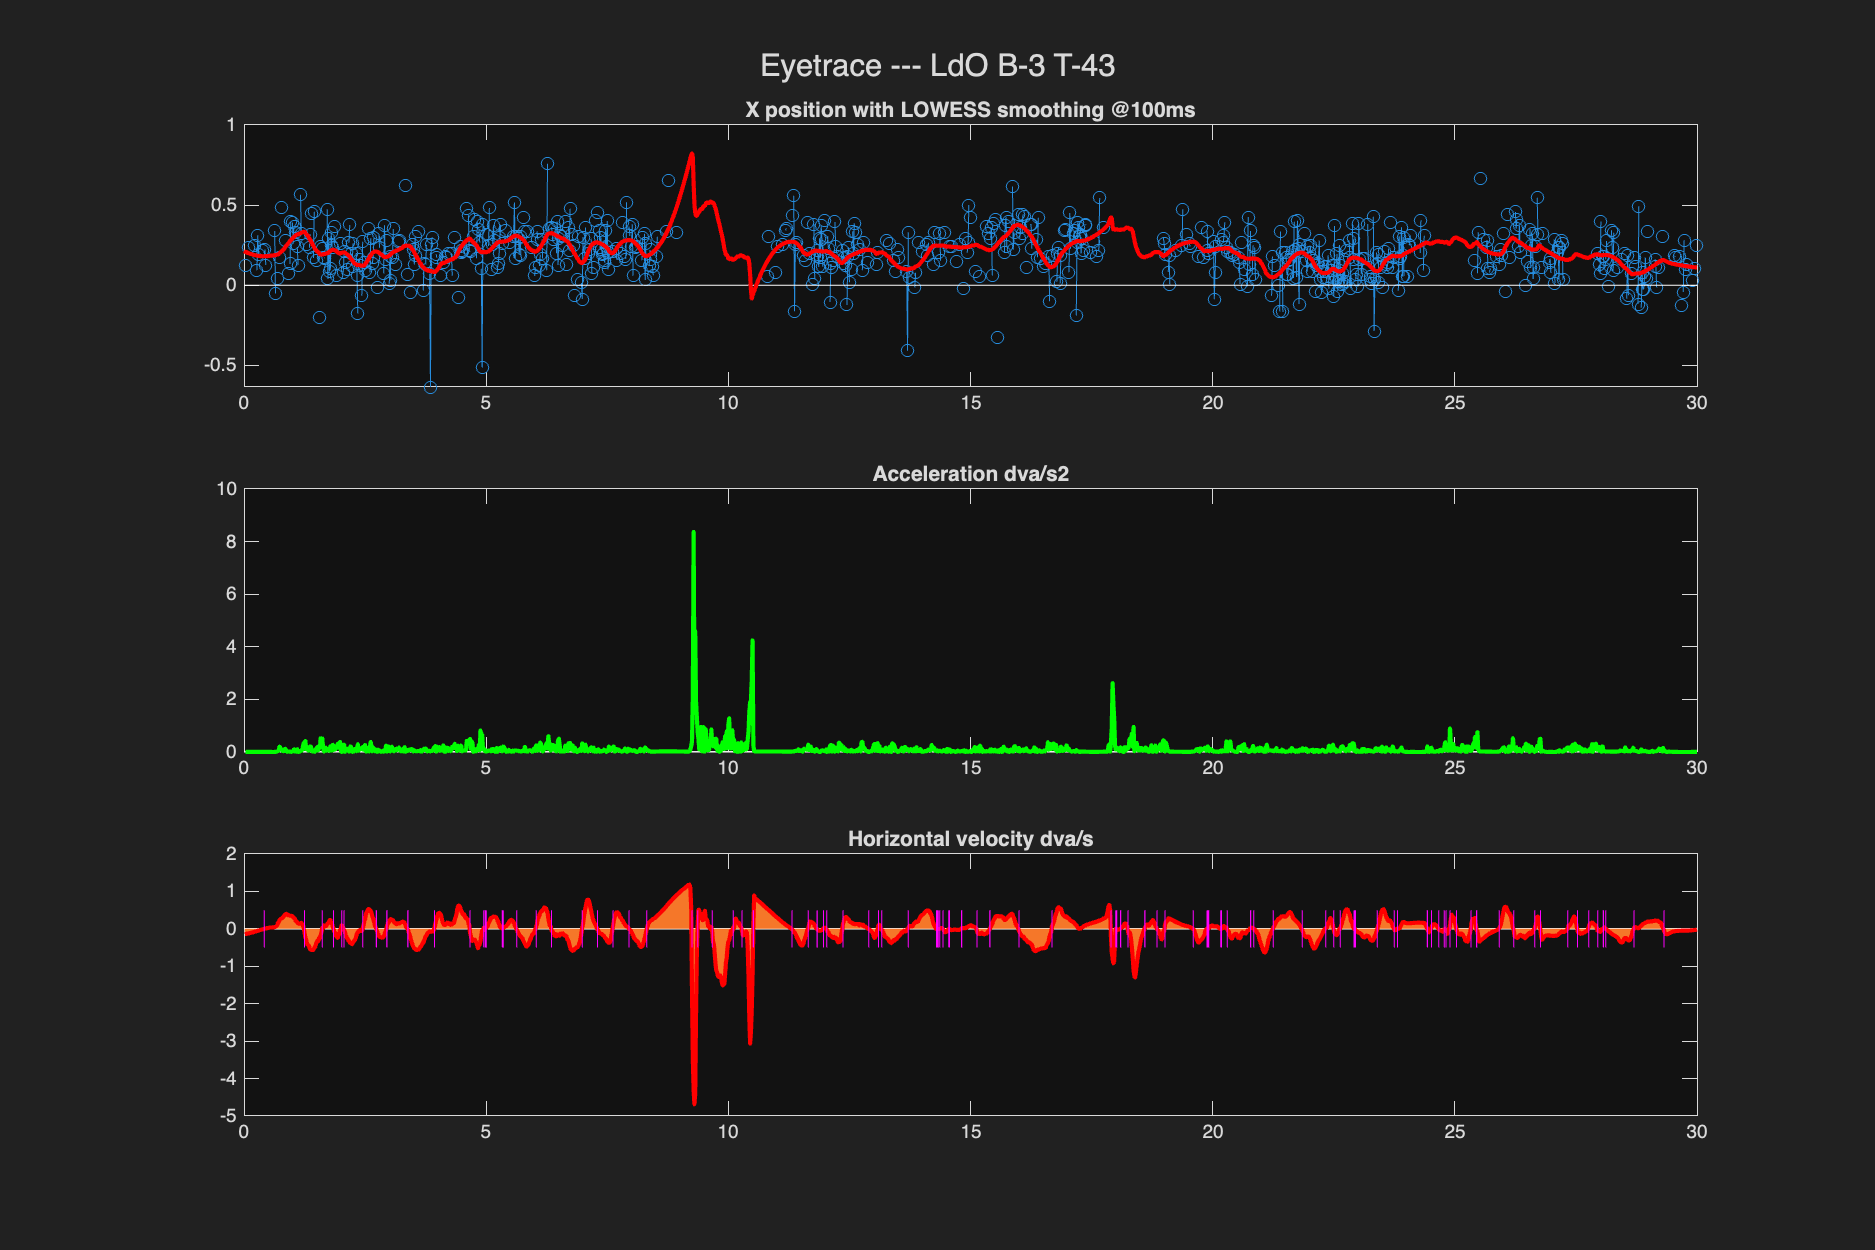 Eyetrace --- LdO B-3 T-43
X position with LOWESS smoothing @100ms
1
0.5
0
-0.5
0 5 10 15 20 25 30
Acceleration dva/s2
10
8
6
4
2
0
0 5 10 15 20 25 30
Horizontal velocity dva/s
2
1
0
-1
-2
-3
-4
-5
0 5 10 15 20 25 30